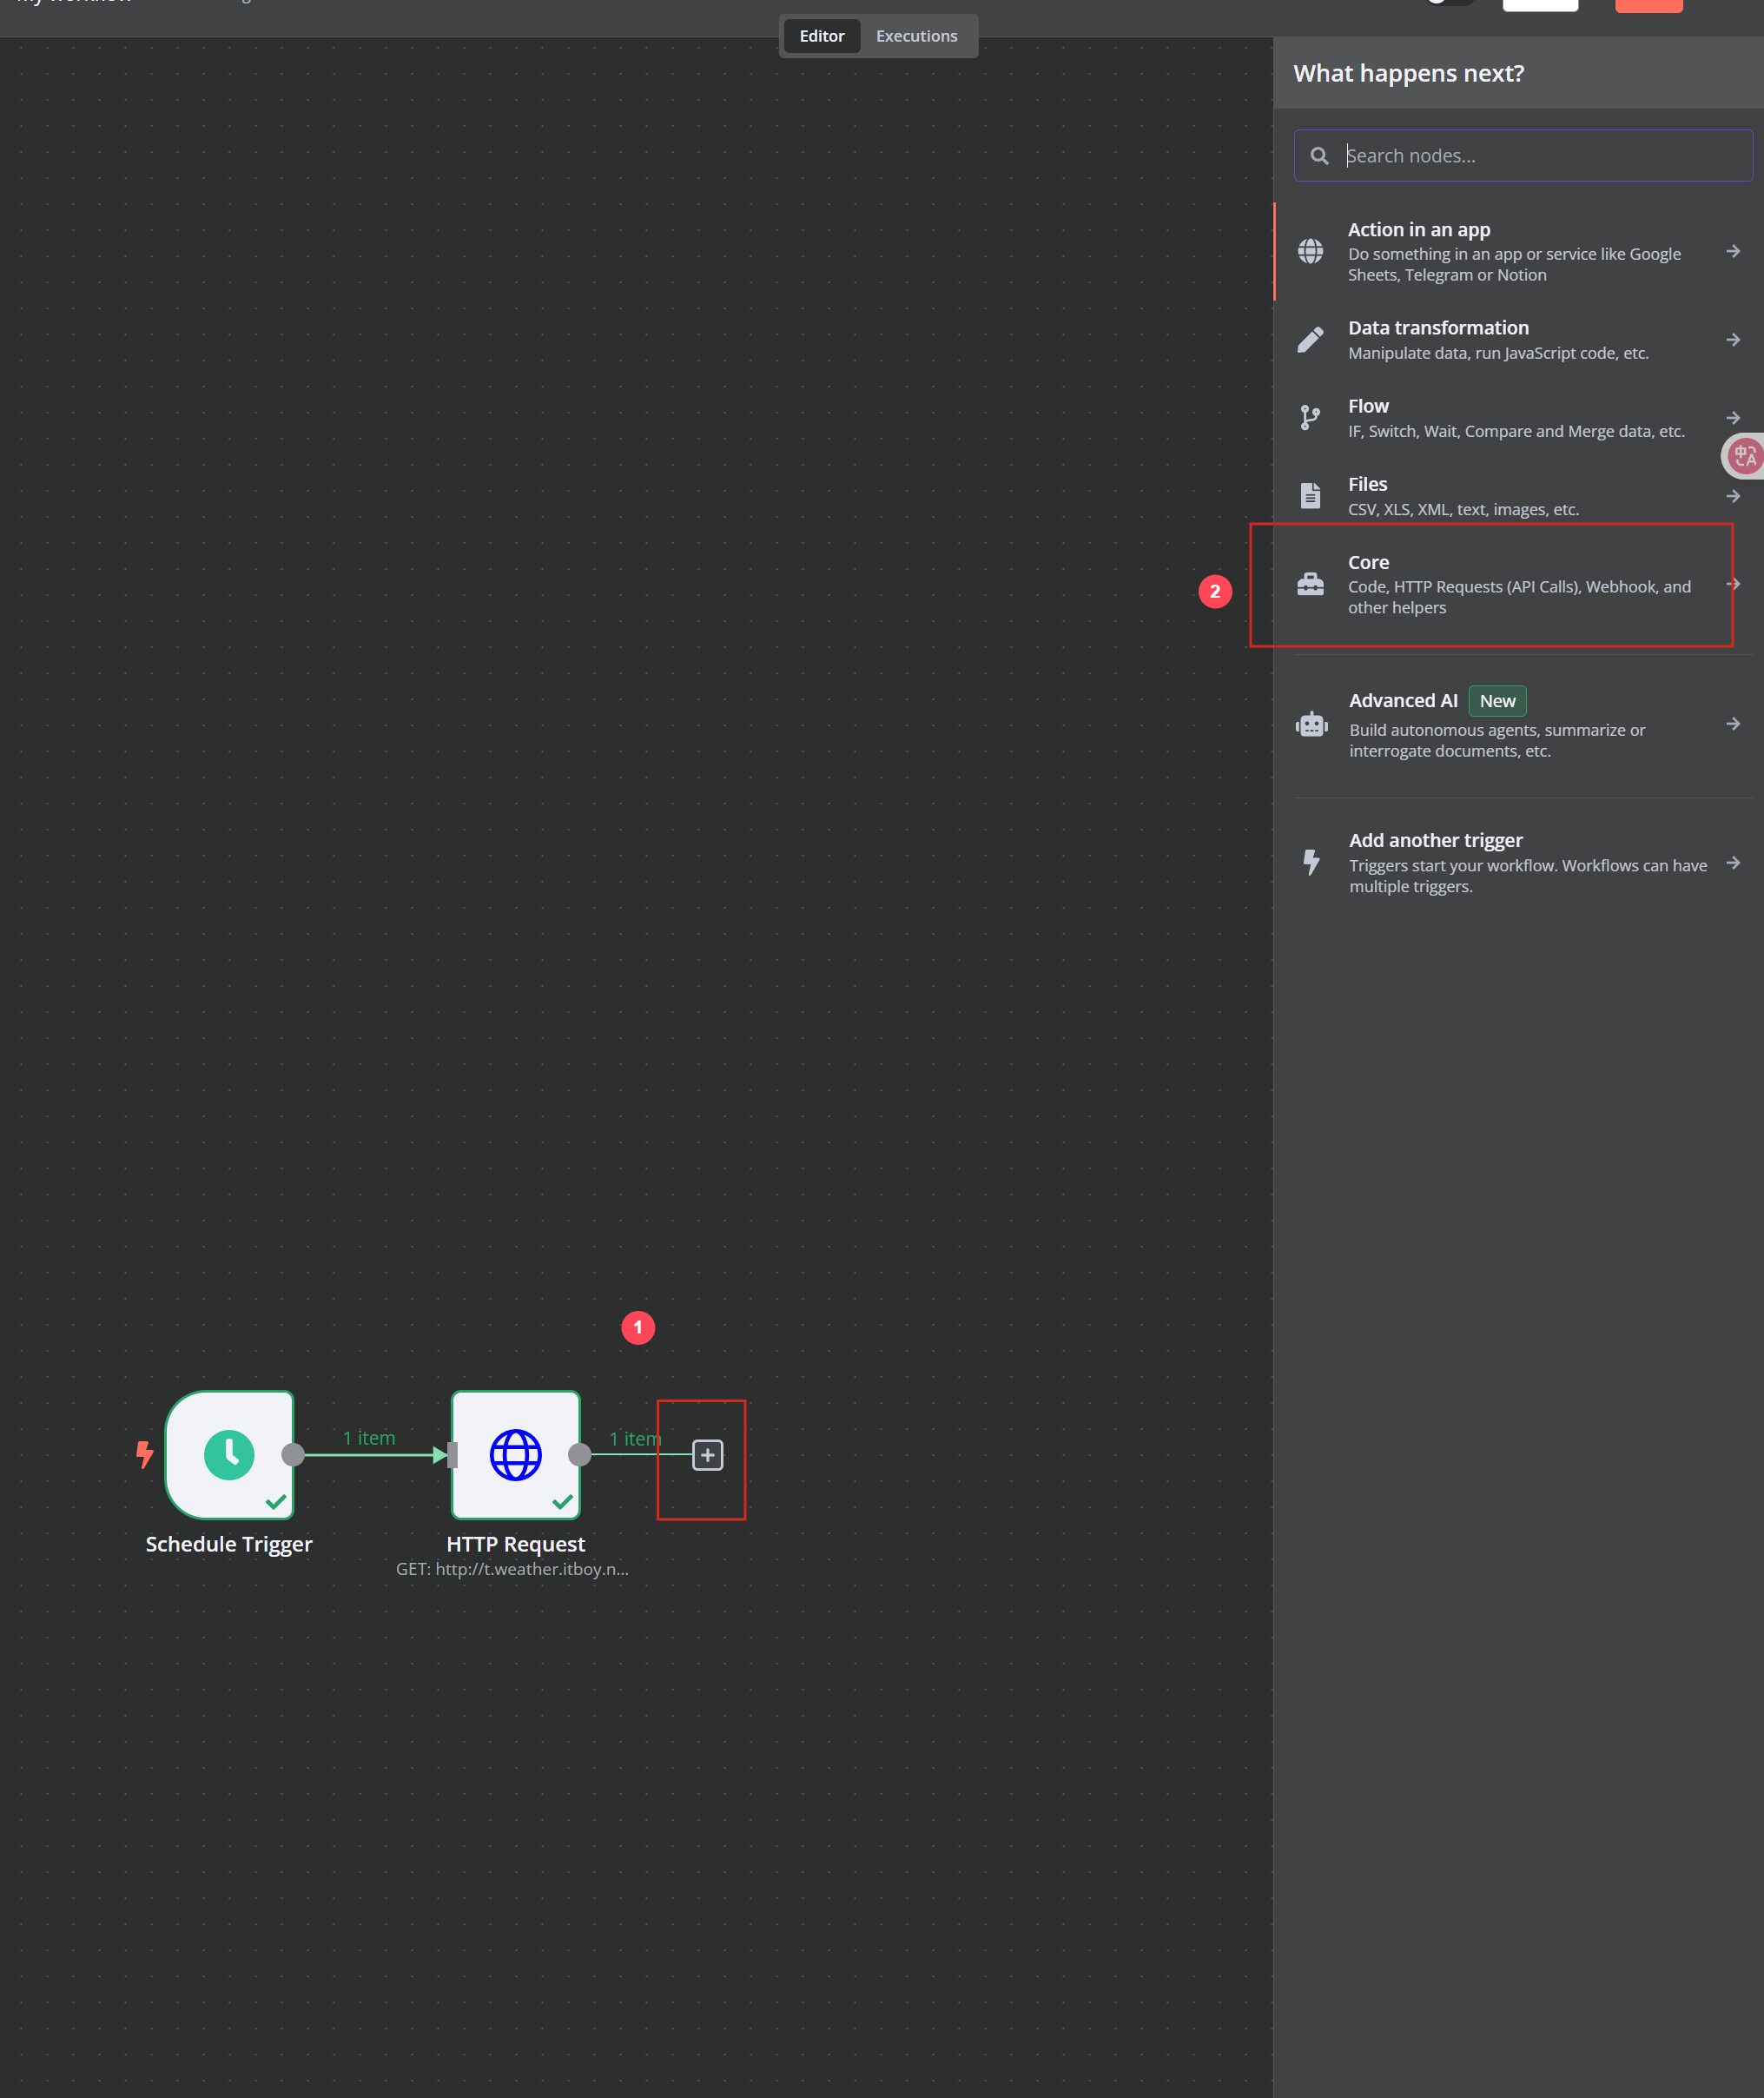 Editor Executions
What happens next?
Search nodes...
Action in an app
Do something in an app or service like Google
Sheets, Telegram or Notion
Data transformation
Manipulate data, run JavaScript code, etc.
Flow
IF, Switch, Wait, Compare and Merge data, etc.
中 A
Files
CSV, XLS, XML, text, images, etc.
2
Core
Code, HTTP Requests (API Calls), Webhook, and
other helpers
Advanced AI New
Build autonomous agents, summarize or
interrogate documents, etc.
Add another trigger
Triggers start your workflow. Workflows can have
multiple triggers.
1
1 item
1 item
Schedule Trigger
HTTP Request
GET: http://t.weather.itboy.n...